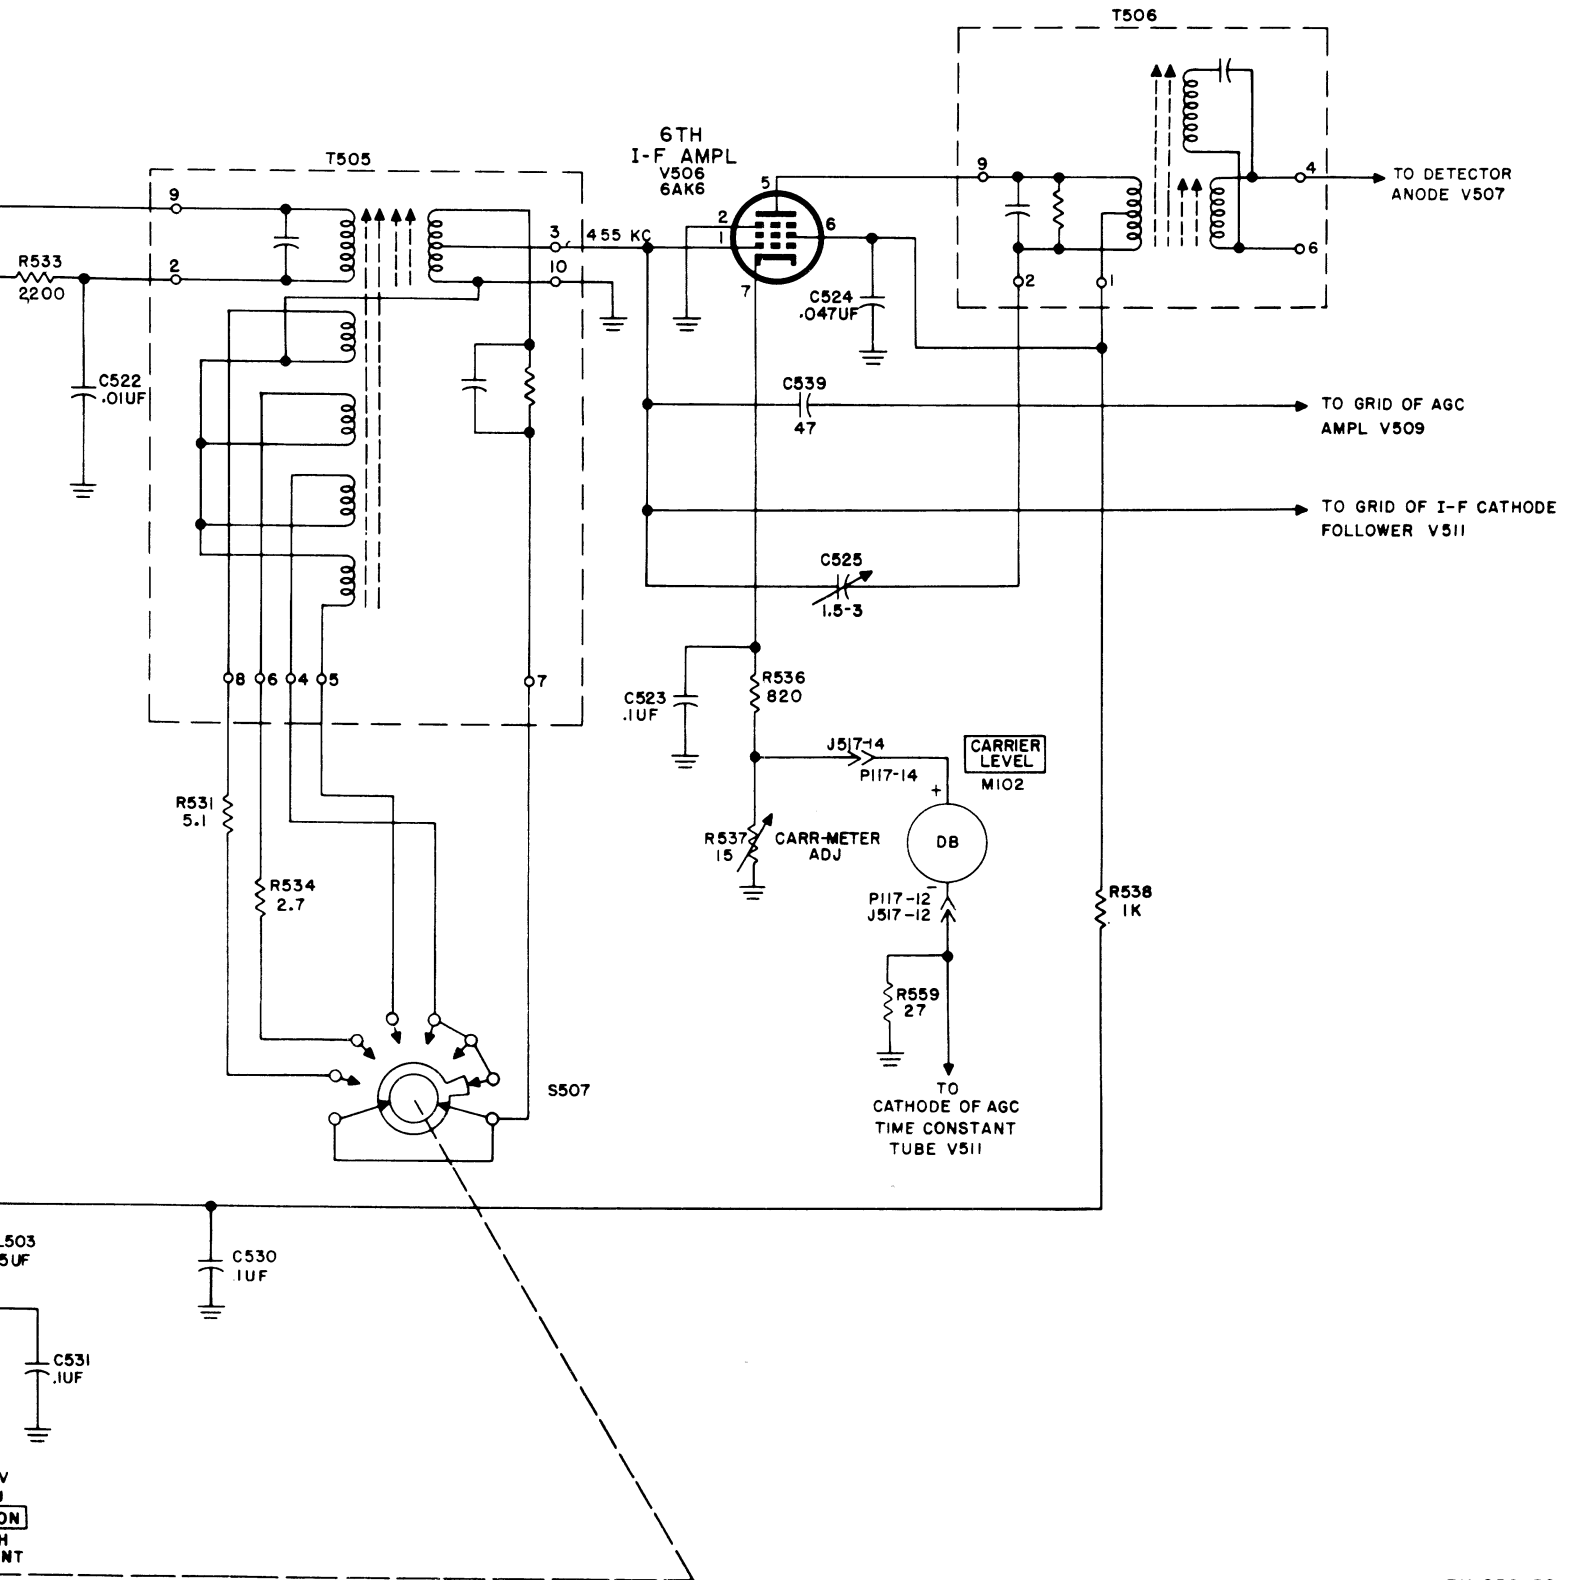 T506
6TH
I-F AMPL
V506
6AK6
T505
9
5
9
4
TO DETECTOR
ANODE V507
2
1
6
3
455 KC
6
R533
2,200
2
10
7
C524
.047UF
2
1
C522
.01UF
C539
47
TO GRID OF AGC
AMPL V509
TO GRID OF I-F CATHODE
FOLLOWER V511
C525
1.5-3
8
6
4
5
7
R536
820
C523
.1UF
J517-14
P117-14
CARRIER
LEVEL
M102
+
R531
5.1
R537
15
CARR-METER
ADJ
DB
-
R534
2.7
P117-12
J517-12
R538
1K
R559
27
S507
TO
CATHODE OF AGC
TIME CONSTANT
TUBE V511
L503
5UF
C530
.1UF
C531
.1UF
V
ON
H
NT